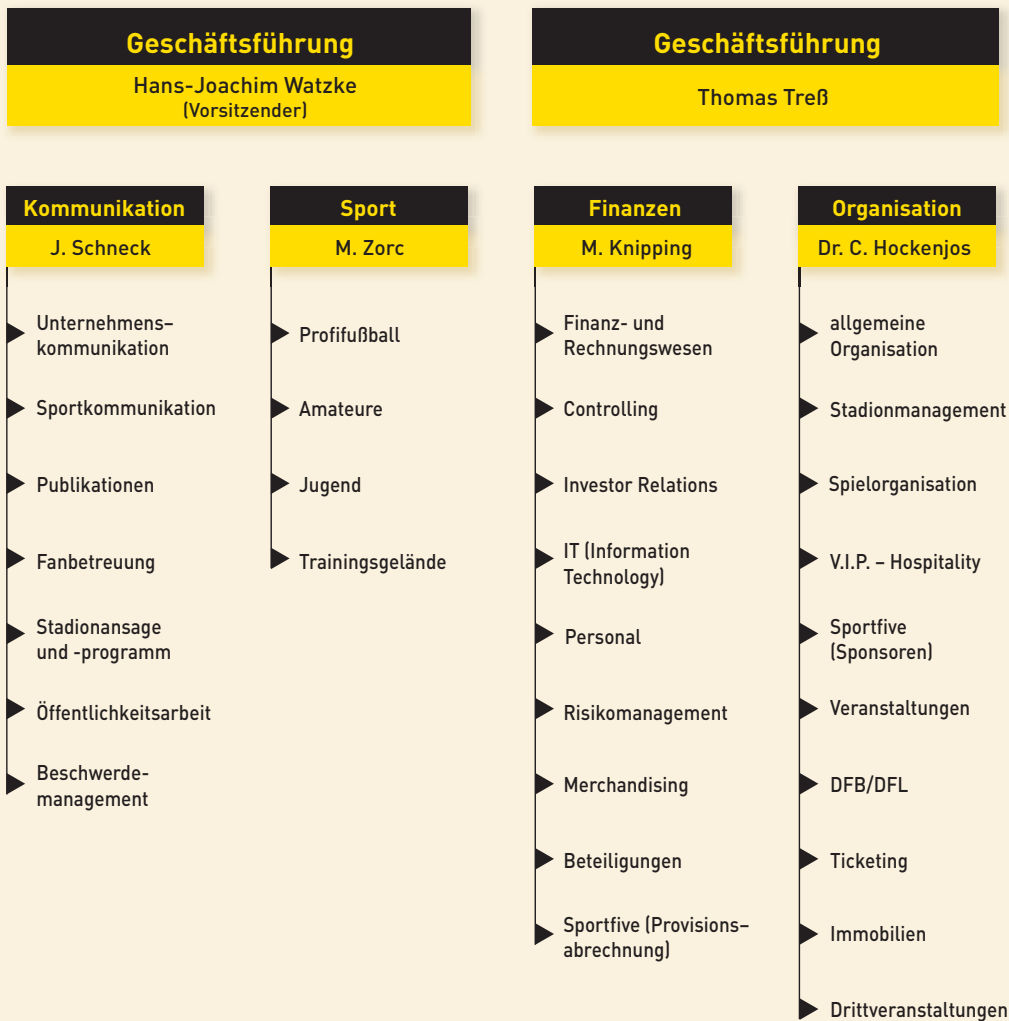 Geschäftsführung
Hans-Joachim Watzke
(Vorsitzender)
Geschäftsführung
Thomas Treß
Kommunikation
J. Schneck
Unternehmens–
kommunikation
Sportkommunikation
Publikationen
Fanbetreuung
Stadionansage
und -programm
Öffentlichkeitsarbeit
Beschwerde-
management
Sport
M. Zorc
Profifußball
Amateure
Jugend
Trainingsgelände
Finanzen
M. Knipping
Finanz- und
Rechnungswesen
Controlling
Investor Relations
IT (Information
Technology)
Personal
Risikomanagement
Merchandising
Beteiligungen
Sportfive (Provisions–
abrechnung)
Organisation
Dr. C. Hockenjos
allgemeine
Organisation
Stadionmanagement
Spielorganisation
V.I.P. – Hospitality
Sportfive
(Sponsoren)
Veranstaltungen
DFB/DFL
Ticketing
Immobilien
Drittveranstaltungen